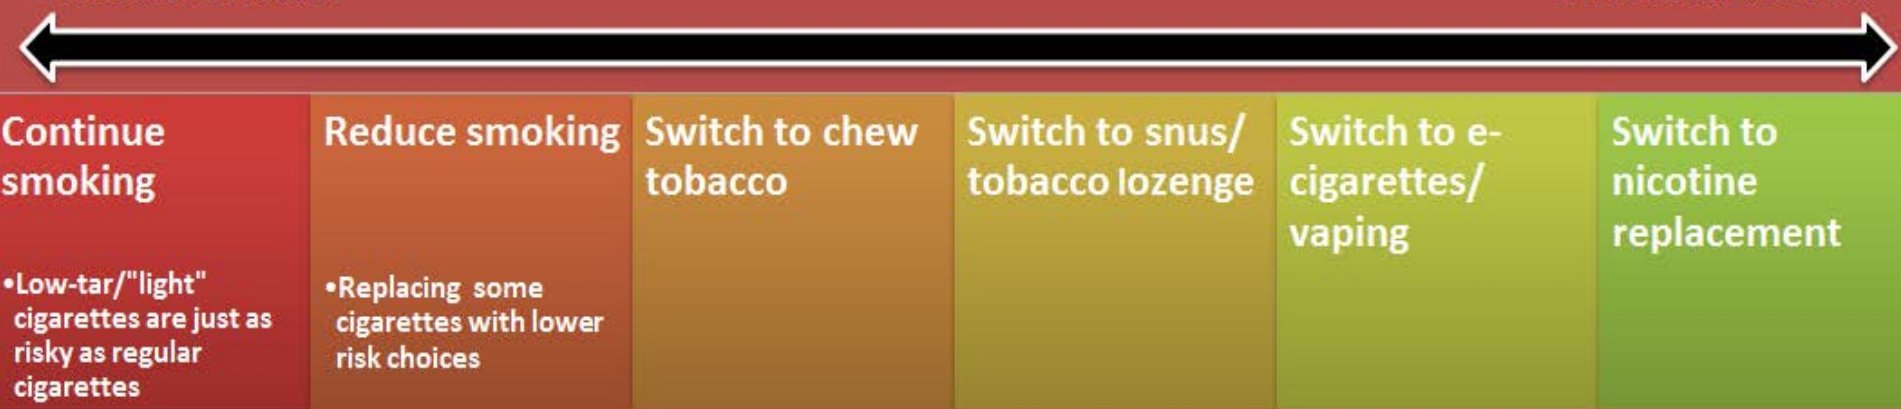 Continue
smoking
•Low-tar/"light"
cigarettes are just as
risky as regular
cigarettes
Reduce smoking
•Replacing some
cigarettes with lower
risk choices
Switch to chew
tobacco
Switch to snus/
tobacco lozenge
Switch to e-
cigarettes/
vaping
Switch to
nicotine
replacement